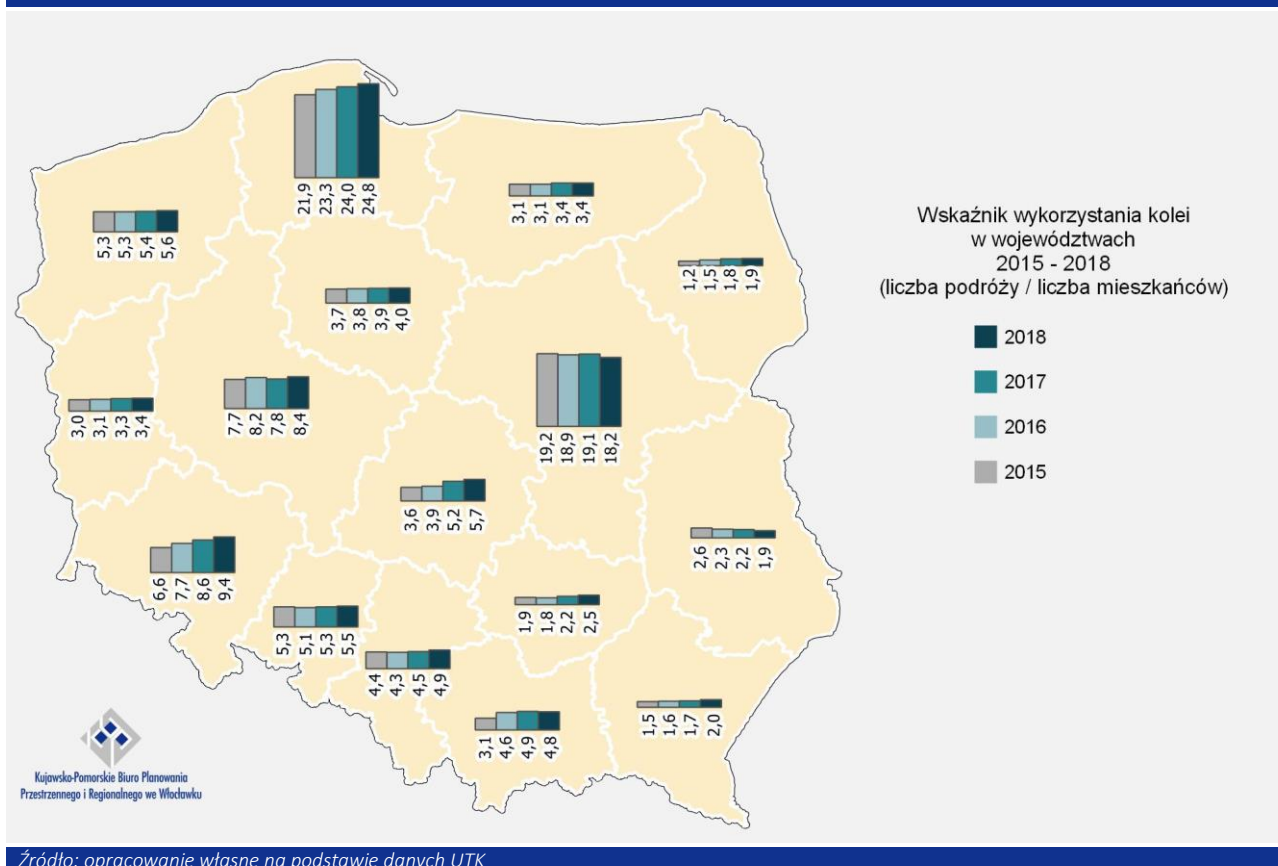 21,9 23,3 24,0 24,8
3,1 3,1 3,4 3,4
5,3 5,3 5,4 5,6
1,2 1,5 1,8 1,9
3,7 3,8 3,9 4,0
3,0 3,1 3,3 3,4
7,7 8,2 7,8 8,4
19,2 18,9 19,1 18,2
3,6 3,9 5,2 5,7
2,6 2,3 2,2 1,9
6,6 7,7 8,6 9,4
5,3 5,1 5,3 5,5
1,9 1,8 2,2 2,5
4,4 4,3 4,5 4,9
3,1 4,6 4,9 4,8
1,5 1,6 1,7 2,0
Wskaźnik wykorzystania kolei
w województwach
2015 - 2018
(liczba podróży / liczba mieszkańców)
2018
2017
2016
2015
Kujawsko-Pomorskie Biuro Planowania
Przestrzennego i Regionalnego we Włocławku
Źródło: opracowanie własne na podstawie danych UTK